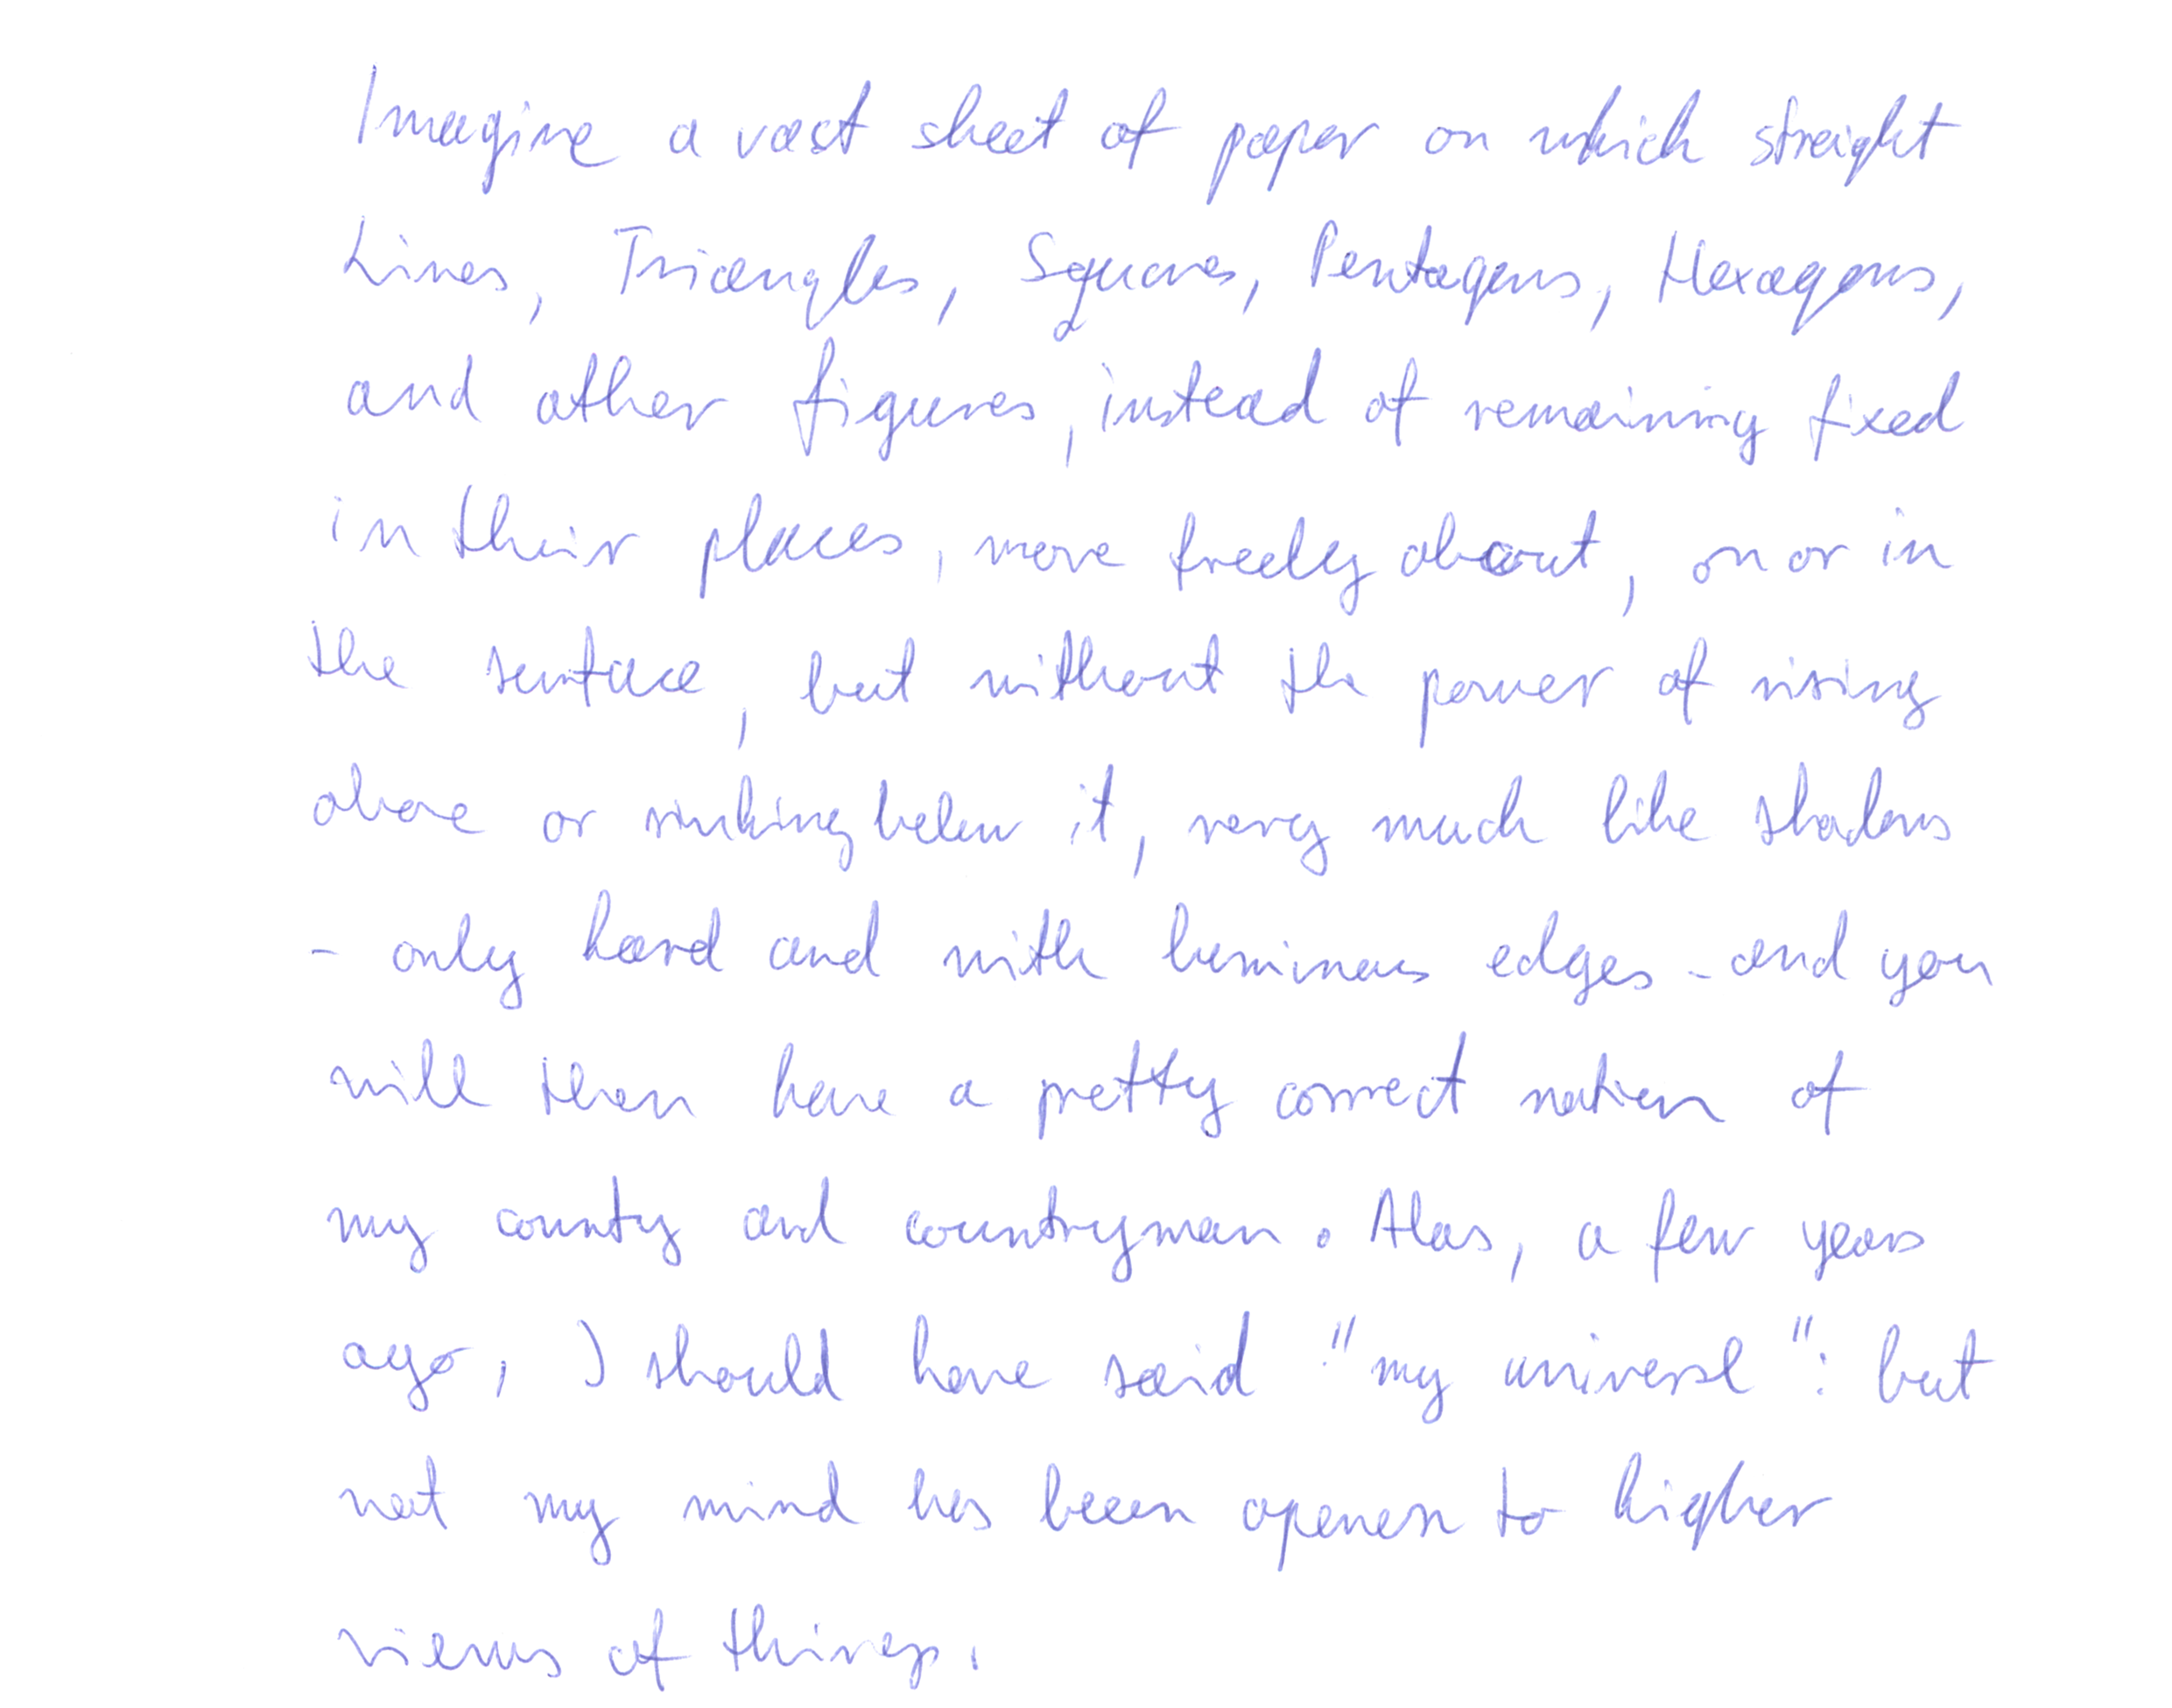 Imagine a vast sheet of paper on which straight
Lines, Triangles, Squares, Pentagons, Hexagons,
and other figures, instead of remaining fixed
in their places, move freely about, on or in
the surface, but without the power of rising
above or sinking below it, very much like shadows
- only hard and with luminous edges - and you
will then have a pretty correct notion of
my county and countryman. Alas, a few years
ago, I should have said "my universe": but
not my mind has been openen to higher
views of things.